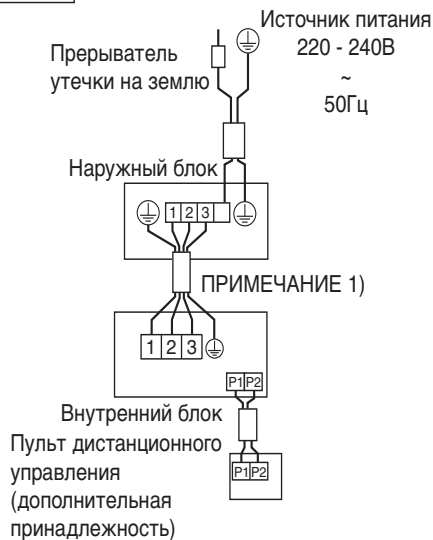 Источник питания
220 - 240В
~
50Гц
Прерыватель
утечки на землю
Наружный блок
1 2 3
ПРИМЕЧАНИЕ 1)
1 2 3
P1 P2
Внутренний блок
Пульт дистанционного
управления
(дополнительная
принадлежность)
P1 P2